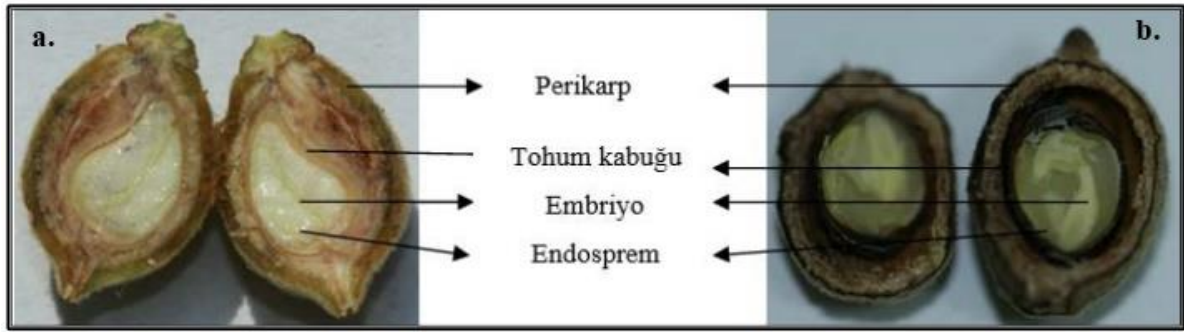 a.
b.
Perikarp
Tohum kabuğu
Embriyo
Endosprem